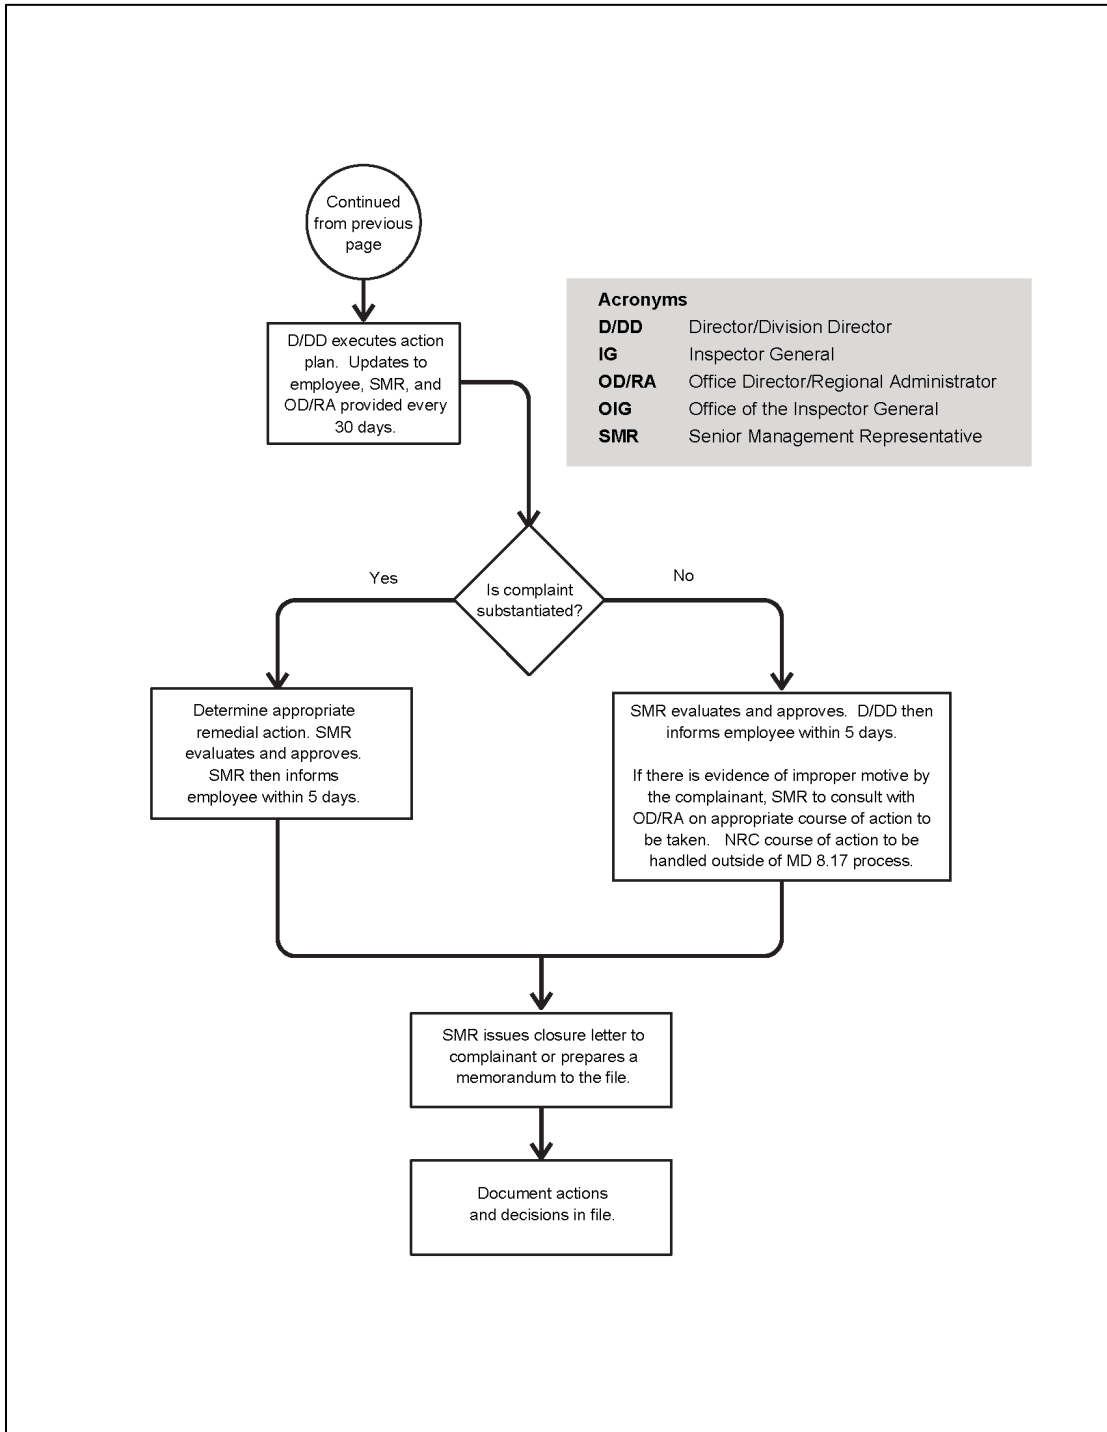 Continued
from previous
page
D/DD executes action
plan.  Updates to
employee, SMR, and
OD/RA provided every
30 days.
Acronyms
D/DD Director/Division Director
IG Inspector General
OD/RA Office Director/Regional Administrator
OIG Office of the Inspector General
SMR Senior Management Representative
Is complaint
substantiated?
Yes
No
Determine appropriate
remedial action. SMR
evaluates and approves.
SMR then informs
employee within 5 days.
SMR evaluates and approves.  D/DD then
informs employee within 5 days.
If there is evidence of improper motive by
the complainant, SMR to consult with
OD/RA on appropriate course of action to
be taken.   NRC course of action to be
handled outside of MD 8.17 process.
SMR issues closure letter to
complainant or prepares a
memorandum to the file.
Document actions
and decisions in file.